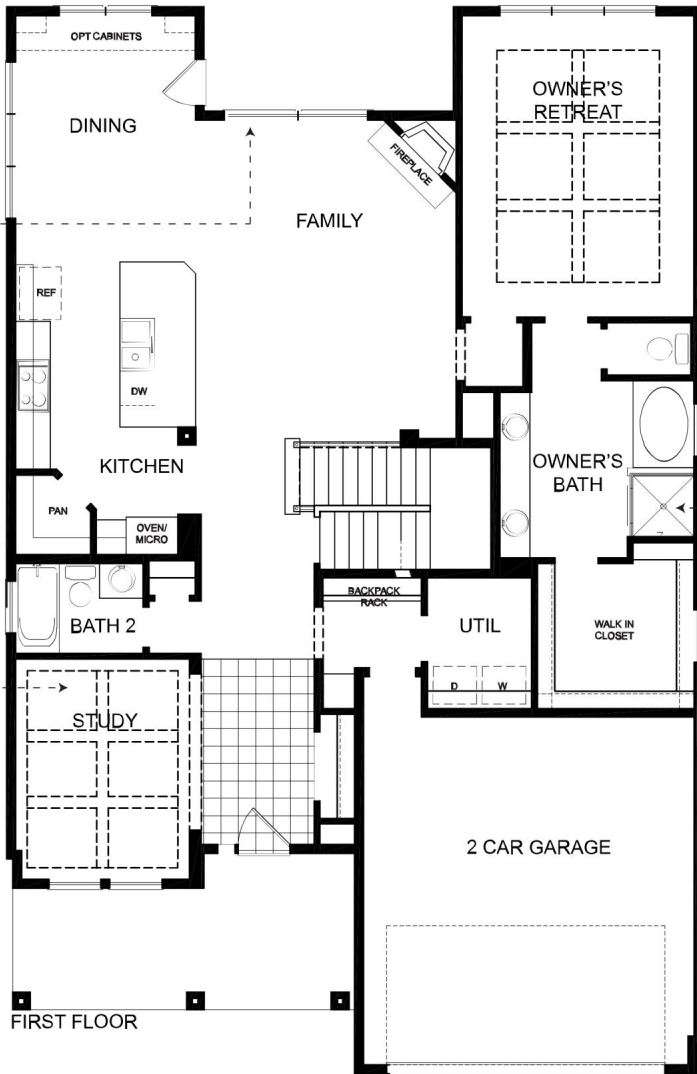 OPT CABINETS
DINING
OWNER'S
RETREAT
FIREPLACE
FAMILY
REF
DW
KITCHEN
OWNER'S
BATH
PAN
OVEN/
MICRO
BACKPACK
RACK
BATH 2
UTIL
WALK IN
CLOSET
D
W
STUDY
2 CAR GARAGE
FIRST FLOOR